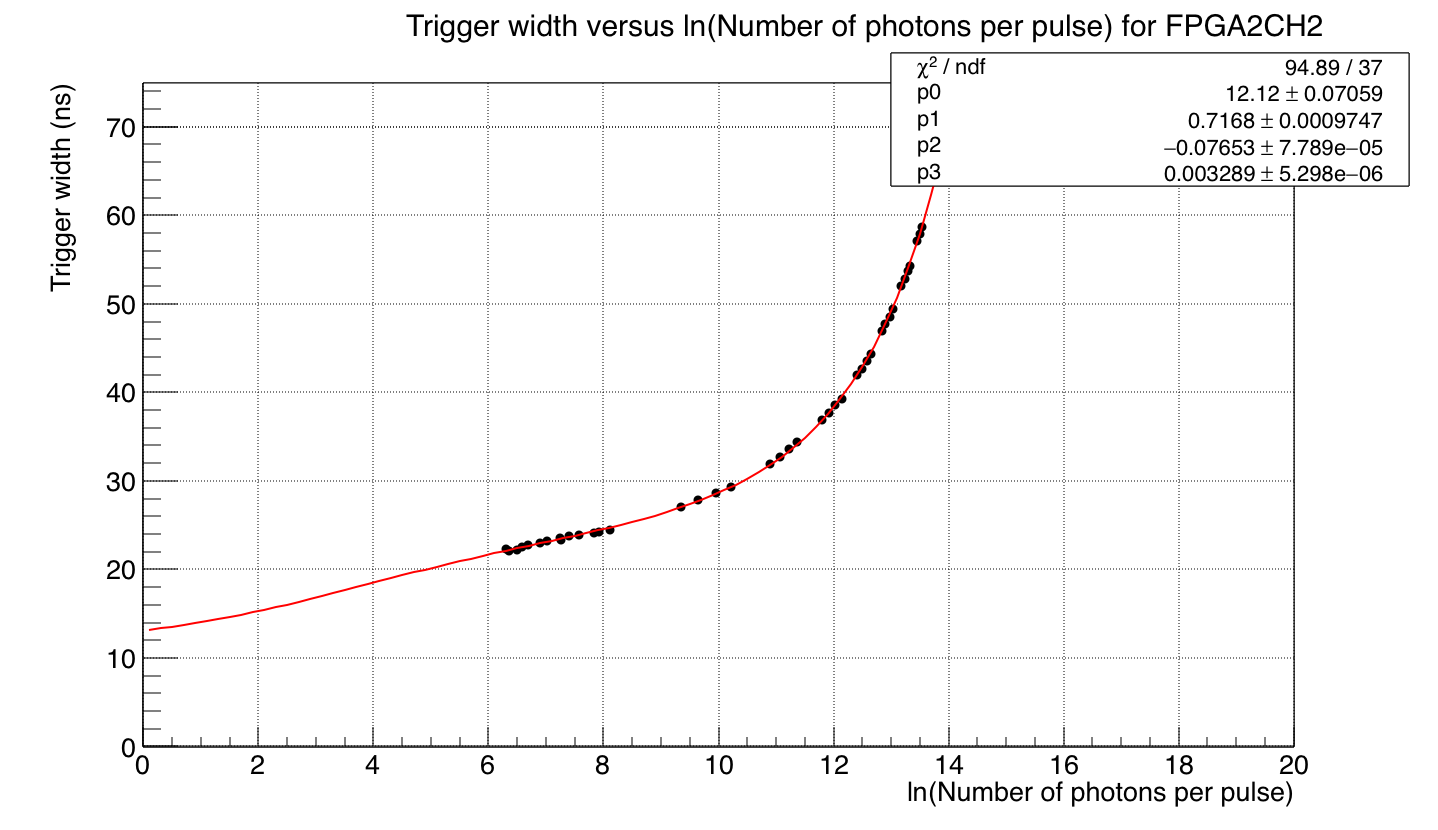 Trigger width versus ln(Number of photons per pulse) for FPGA2CH2
χ² / ndf 94.89 / 37
p0 12.12 ± 0.07059
p1 0.7168 ± 0.0009747
p2 −0.07653 ± 7.789e−05
p3 0.003289 ± 5.298e−06
Trigger width (ns)
70
60
50
40
30
20
10
0
0 2 4 6 8 10 12 14 16 18 20
ln(Number of photons per pulse)